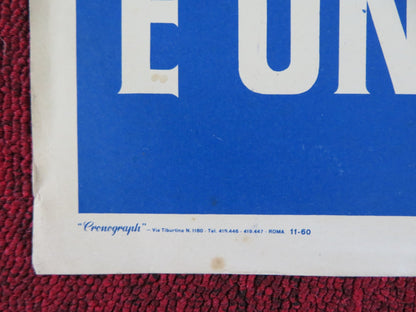 E UN
"Cronograph" - Via Tiburtina N. 1180 - Tel. 419.446 - 419.447 - ROMA 11-60